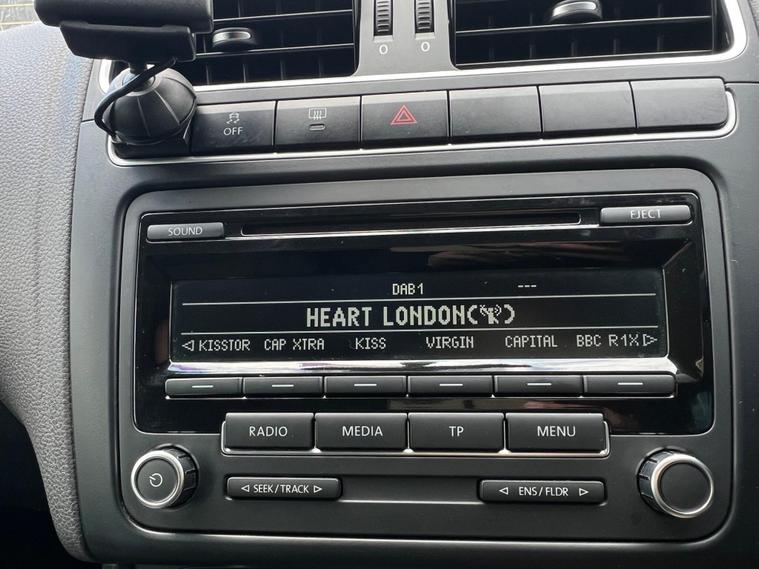 OFF
O O
SOUND
EJECT
DAB1 ---
HEART LONDON( )
KISSTOR CAP XTRA KISS VIRGIN CAPITAL BBC R1X
RADIO MEDIA TP MENU
SEEK/TRACK
ENS/FLDR